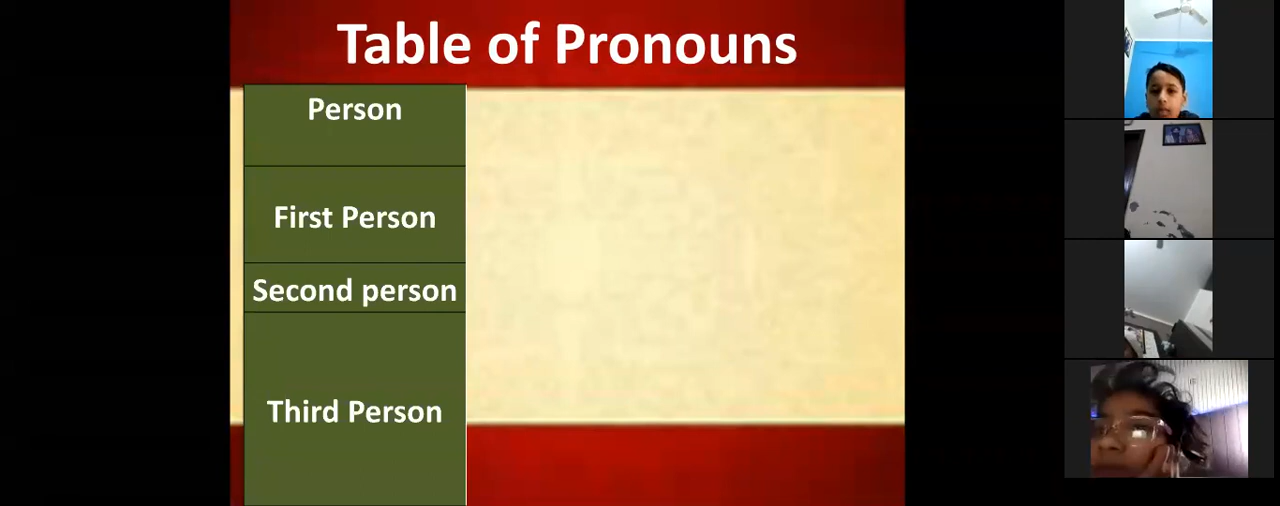 Table of Pronouns
Person
First Person
Second person
Third Person